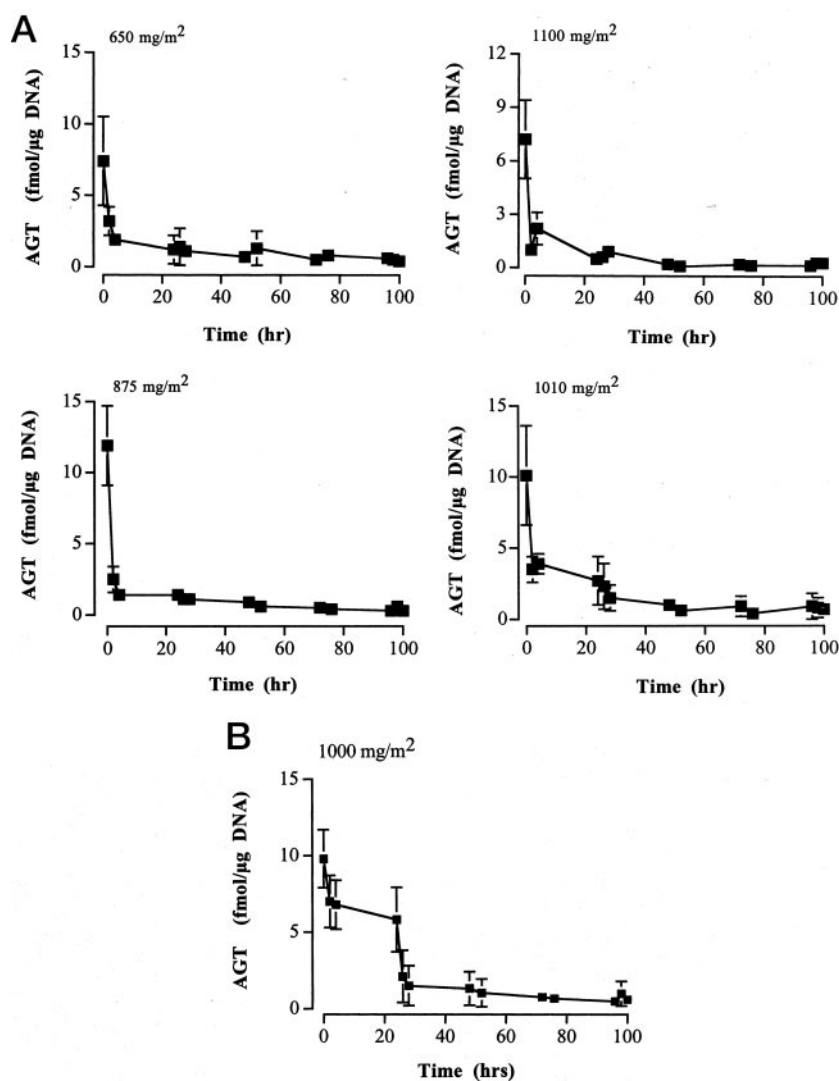 A
650 mg/m²
15
10
5
0
AGT (fmol/µg DNA)
0 20 40 60 80 100
Time (hr)
1100 mg/m²
12
9
6
3
0
AGT (fmol/µg DNA)
0 20 40 60 80 100
Time (hr)
875 mg/m²
15
10
5
0
AGT (fmol/µg DNA)
0 20 40 60 80 100
Time (hr)
1010 mg/m²
15
10
5
0
AGT (fmol/µg DNA)
0 20 40 60 80 100
Time (hr)
B
1000 mg/m²
15
10
5
0
AGT (fmol/µg DNA)
0 20 40 60 80 100
Time (hrs)